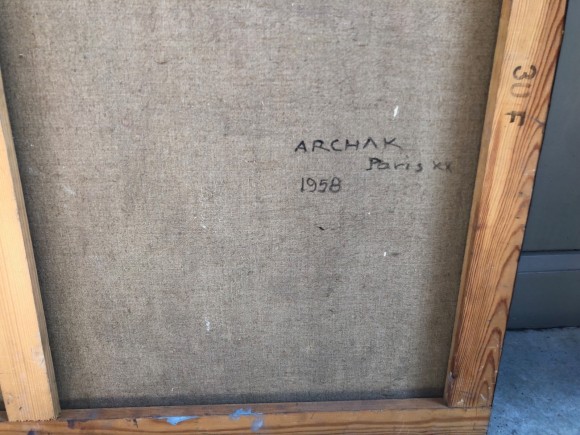 ARCHAK
Paris xx
1958
30 F